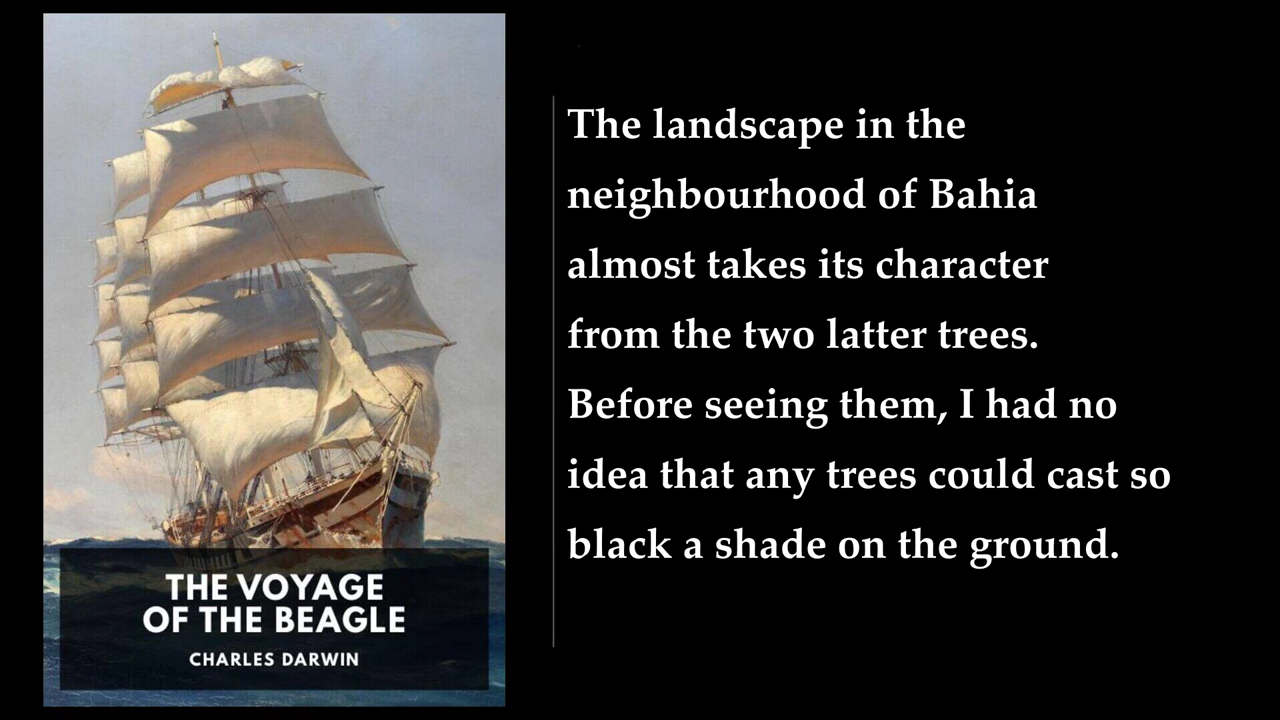 THE VOYAGE
OF THE BEAGLE
CHARLES DARWIN
The landscape in the
neighbourhood of Bahia
almost takes its character
from the two latter trees.
Before seeing them, I had no
idea that any trees could cast so
black a shade on the ground.